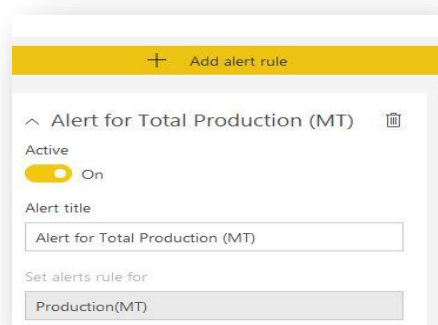 Add alert rule
Alert for Total Production (MT)
Active
On
Alert title
Alert for Total Production (MT)
Set alerts rule for
Production(MT)